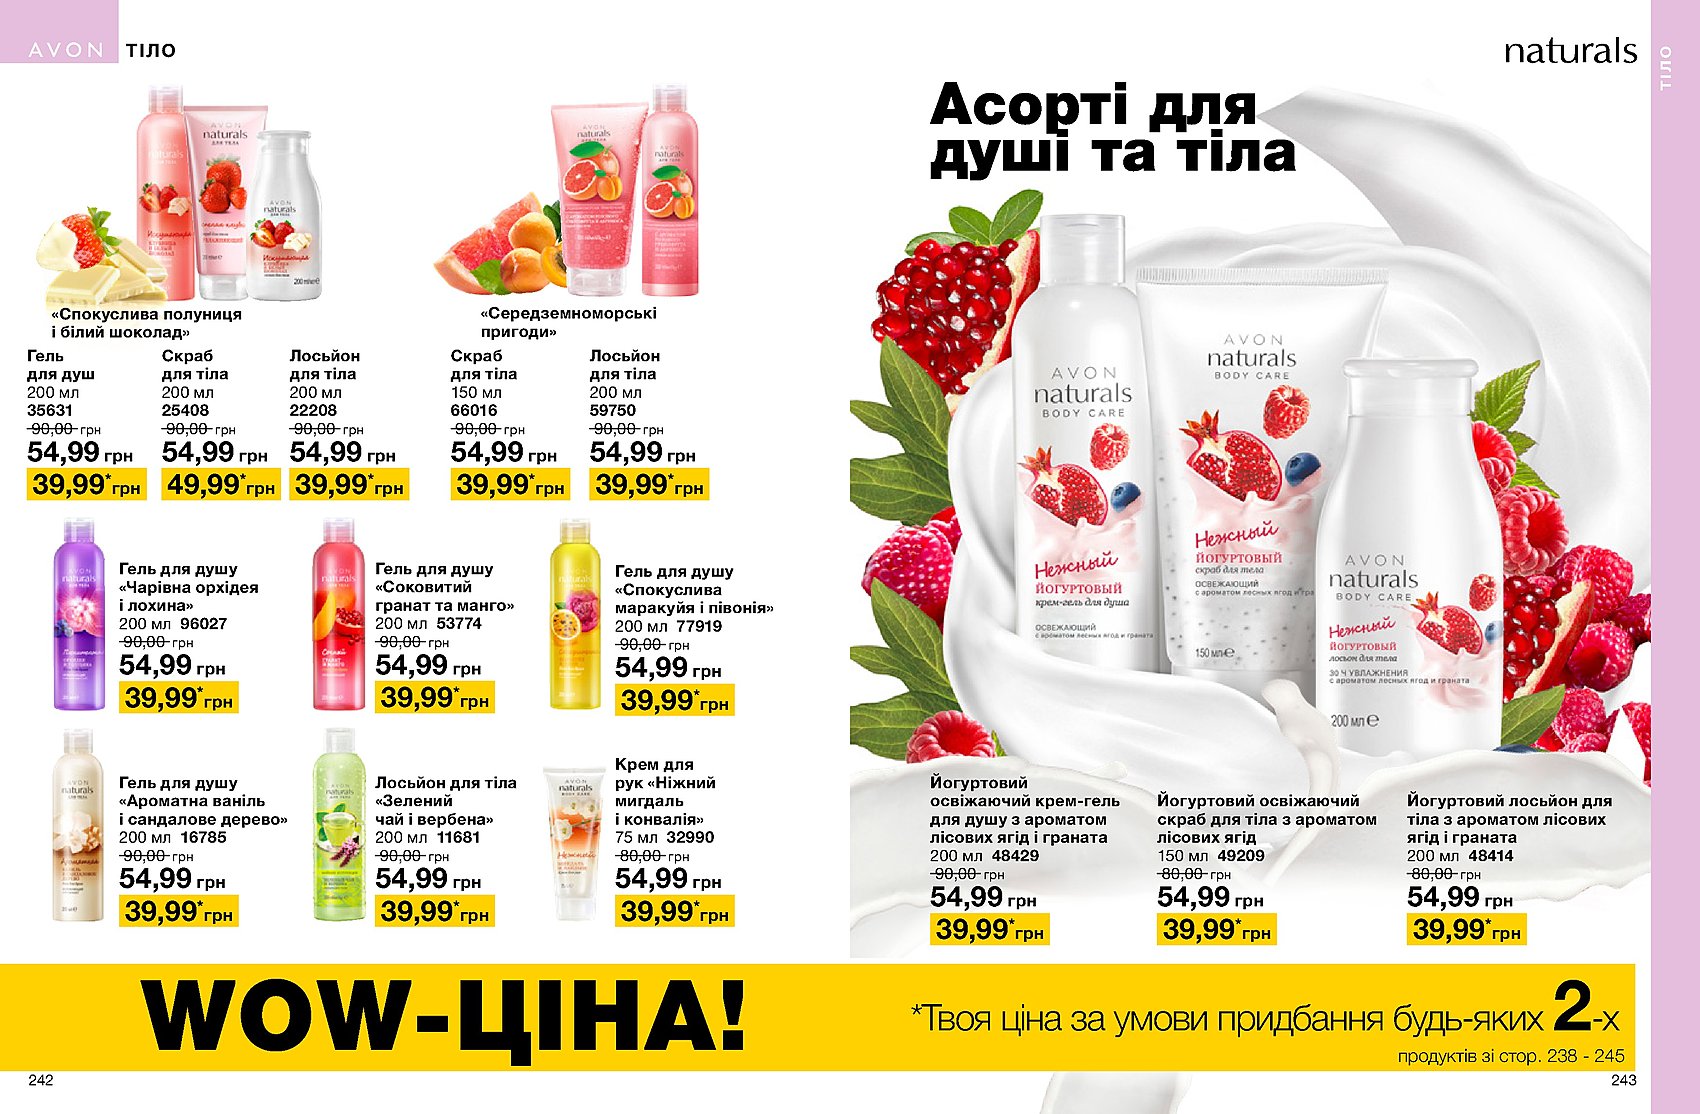 AVON ТІЛО
naturals
ТІЛО
Асорті для
душі та тіла
«Спокуслива полуниця
і білий шоколад»
Гель
для душ
200 мл
35631
90,00 грн
54,99 грн
39,99*грн
Скраб
для тіла
200 мл
25408
90,00 грн
54,99 грн
49,99*грн
Лосьйон
для тіла
200 мл
22208
90,00 грн
54,99 грн
39,99*грн
«Середземноморські
пригоди»
Скраб
для тіла
150 мл
66016
90,00 грн
54,99 грн
39,99*грн
Лосьйон
для тіла
200 мл
59750
90,00 грн
54,99 грн
39,99*грн
Гель для душу
«Чарівна орхідея
і лохина»
200 мл 96027
90,00 грн
54,99 грн
39,99*грн
Гель для душу
«Соковитий
гранат та манго»
200 мл 53774
90,00 грн
54,99 грн
39,99*грн
Гель для душу
«Спокуслива
маракуйя і півонія»
200 мл 77919
90,00 грн
54,99 грн
39,99*грн
Гель для душу
«Ароматна ваніль
і сандалове дерево»
200 мл 16785
90,00 грн
54,99 грн
39,99*грн
Лосьйон для тіла
«Зелений
чай і вербена»
200 мл 11681
90,00 грн
54,99 грн
39,99*грн
Крем для
рук «Ніжний
мигдаль
і конвалія»
75 мл 32990
80,00 грн
54,99 грн
39,99*грн
AVON
naturals
BODY CARE
Нежный
ЙОГУРТОВЫЙ
крем-гель для душа
ОСВЕЖАЮЩИЙ
с ароматом лесных ягод и граната
AVON
naturals
BODY CARE
Нежный
ЙОГУРТОВЫЙ
скраб для тела
ОСВЕЖАЮЩИЙ
с ароматом лесных ягод и гра
150 мл℮
AVON
naturals
BODY CARE
Нежный
ЙОГУРТОВЫЙ
лосьон для тела
30 Ч УВЛАЖНЕНИЯ
с ароматом лесных ягод и граната
200 мл℮
Йогуртовий
освіжаючий крем-гель
для душу з ароматом
лісових ягід і граната
200 мл 48429
90,00 грн
54,99 грн
39,99*грн
Йогуртовий освіжаючий
скраб для тіла з ароматом
лісових ягід
150 мл 49209
80,00 грн
54,99 грн
39,99*грн
Йогуртовий лосьйон для
тіла з ароматом лісових
ягід і граната
200 мл 48414
80,00 грн
54,99 грн
39,99*грн
WOW-ЦІНА!
*Твоя ціна за умови придбання будь-яких 2-х
продуктів зі стор. 238 - 245
242
243